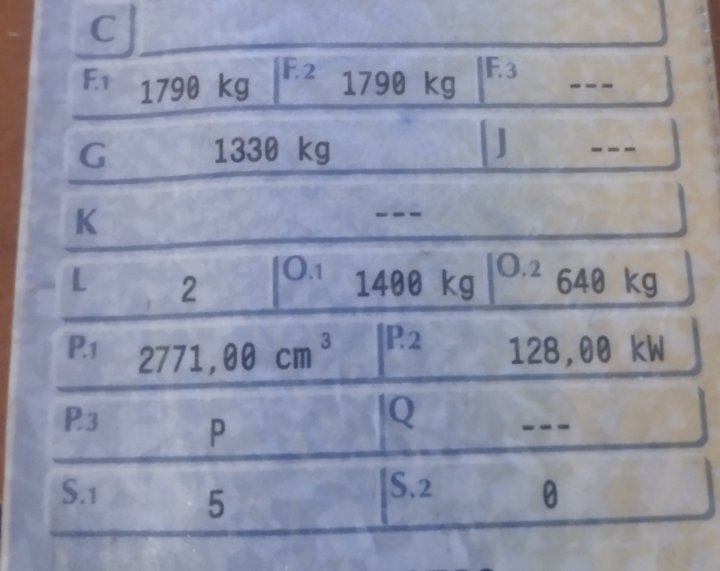 C
F.1 1790 kg F.2 1790 kg F.3 ---
G 1330 kg J ---
K ---
L 2 O.1 1400 kg O.2 640 kg
P.1 2771,00 cm³ P.2 128,00 kW
P.3 P Q ---
S.1 5 S.2 0